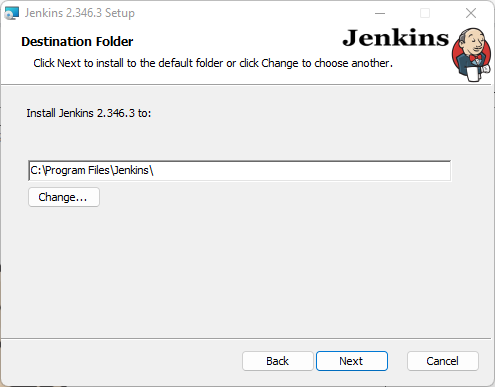 Jenkins 2.346.3 Setup
Destination Folder
Click Next to install to the default folder or click Change to choose another.
Jenkins
Install Jenkins 2.346.3 to:
C:\Program Files\Jenkins\
Change...
Back
Next
Cancel